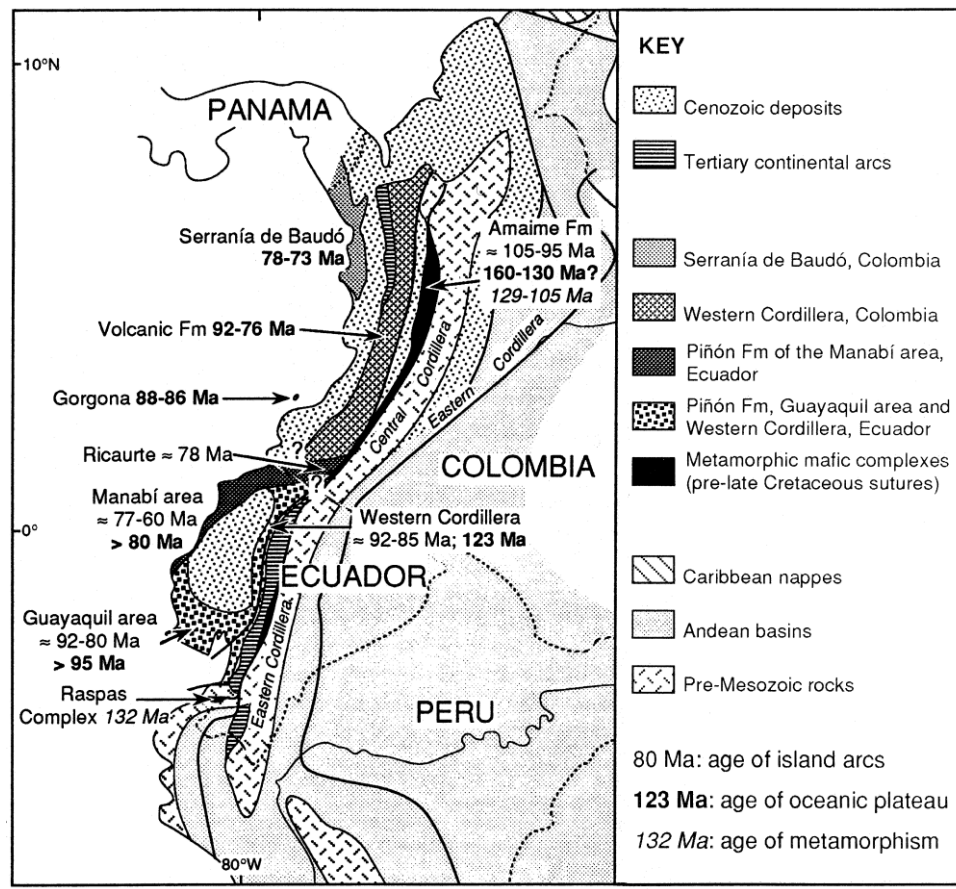 10°N
PANAMA
Serranía de Baudó
78-73 Ma
Amaime Fm
≈ 105-95 Ma
160-130 Ma?
129-105 Ma
Volcanic Fm 92-76 Ma
Gorgona 88-86 Ma
Central Cordillera
Eastern Cordillera
?
Ricaurte ≈ 78 Ma
?
COLOMBIA
Manabí area
≈ 77-60 Ma
> 80 Ma
0°
Western Cordillera
≈ 92-85 Ma; 123 Ma
ECUADOR
Guayaquil area
≈ 92-80 Ma
> 95 Ma
Eastern Cordillera
Raspas
Complex 132 Ma
PERU
80°W
KEY
Cenozoic deposits
Tertiary continental arcs
Serranía de Baudó, Colombia
Western Cordillera, Colombia
Piñón Fm of the Manabí area,
Ecuador
Piñón Fm, Guayaquil area and
Western Cordillera, Ecuador
Metamorphic mafic complexes
(pre-late Cretaceous sutures)
Caribbean nappes
Andean basins
Pre-Mesozoic rocks
80 Ma: age of island arcs
123 Ma: age of oceanic plateau
132 Ma: age of metamorphism